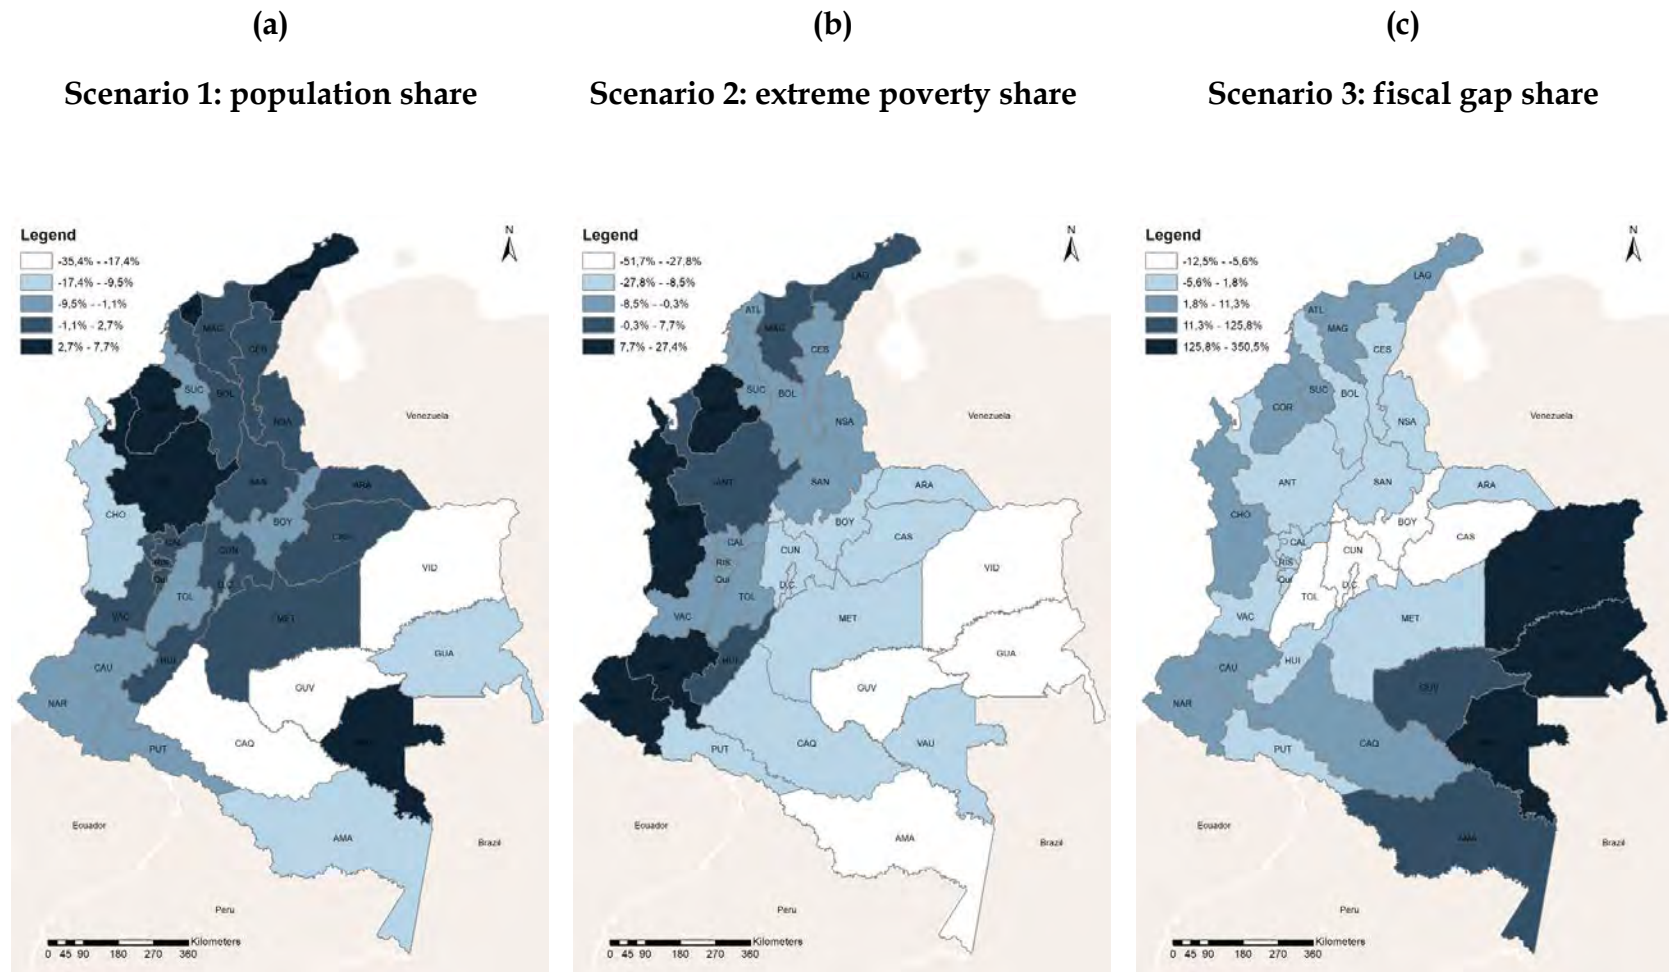 (a)
(b)
(c)
Scenario 1: population share
Scenario 2: extreme poverty share
Scenario 3: fiscal gap share
Legend
-35,4% - -17,4%
-17,4% - -9,5%
-9,5% - -1,1%
-1,1% - 2,7%
2,7% - 7,7%
N
MAG
CES
SUC
BOL
NSA
Venezuela
SAN
ARA
CHO
BOY
CAL
CUN
RIS
Qui
D.C.
VID
TOL
VAC
MET
CAU
HUI
GUA
GUV
NAR
CAQ
PUT
Ecuador
AMA
Brazil
Peru
Kilometers
0 45 90 180 270 360
Legend
-51,7% - -27,8%
-27,8% - -8,5%
-8,5% - -0,3%
-0,3% - 7,7%
7,7% - 27,4%
N
LAG
ATL
MAG
CES
SUC
BOL
NSA
Venezuela
ANT
SAN
ARA
BOY
CAS
CAL
CUN
RIS
Qui
D.C.
VID
TOL
VAC
MET
HUI
GUA
GUV
PUT
CAQ
VAU
Ecuador
AMA
Brazil
Peru
Kilometers
0 45 90 180 270 360
Legend
-12,5% - -5,6%
-5,6% - 1,8%
1,8% - 11,3%
11,3% - 125,8%
125,8% - 350,5%
N
LAG
ATL
MAG
CES
SUC
BOL
COR
NSA
Venezuela
ANT
SAN
ARA
CHO
BOY
CAS
CAL
CUN
RIS
Qui
D.C.
TOL
VAC
MET
CAU
HUI
GUV
NAR
PUT
CAQ
Ecuador
AMA
Brazil
Peru
Kilometers
0 45 90 180 270 360